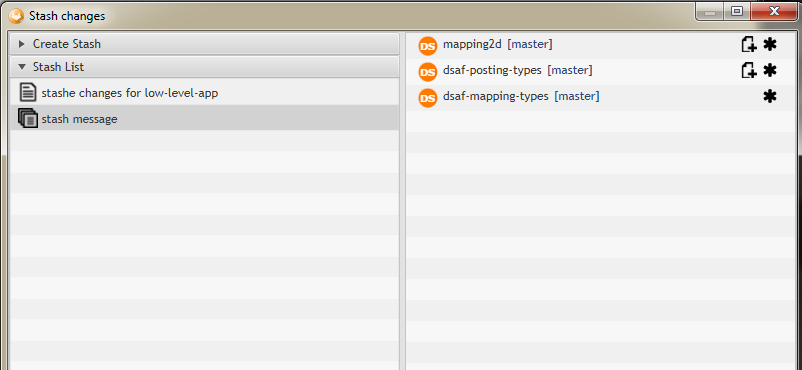 Stash changes
Create Stash
Stash List
stashe changes for low-level-app
stash message
DS mapping2d [master]
DS dsaf-posting-types [master]
DS dsaf-mapping-types [master]